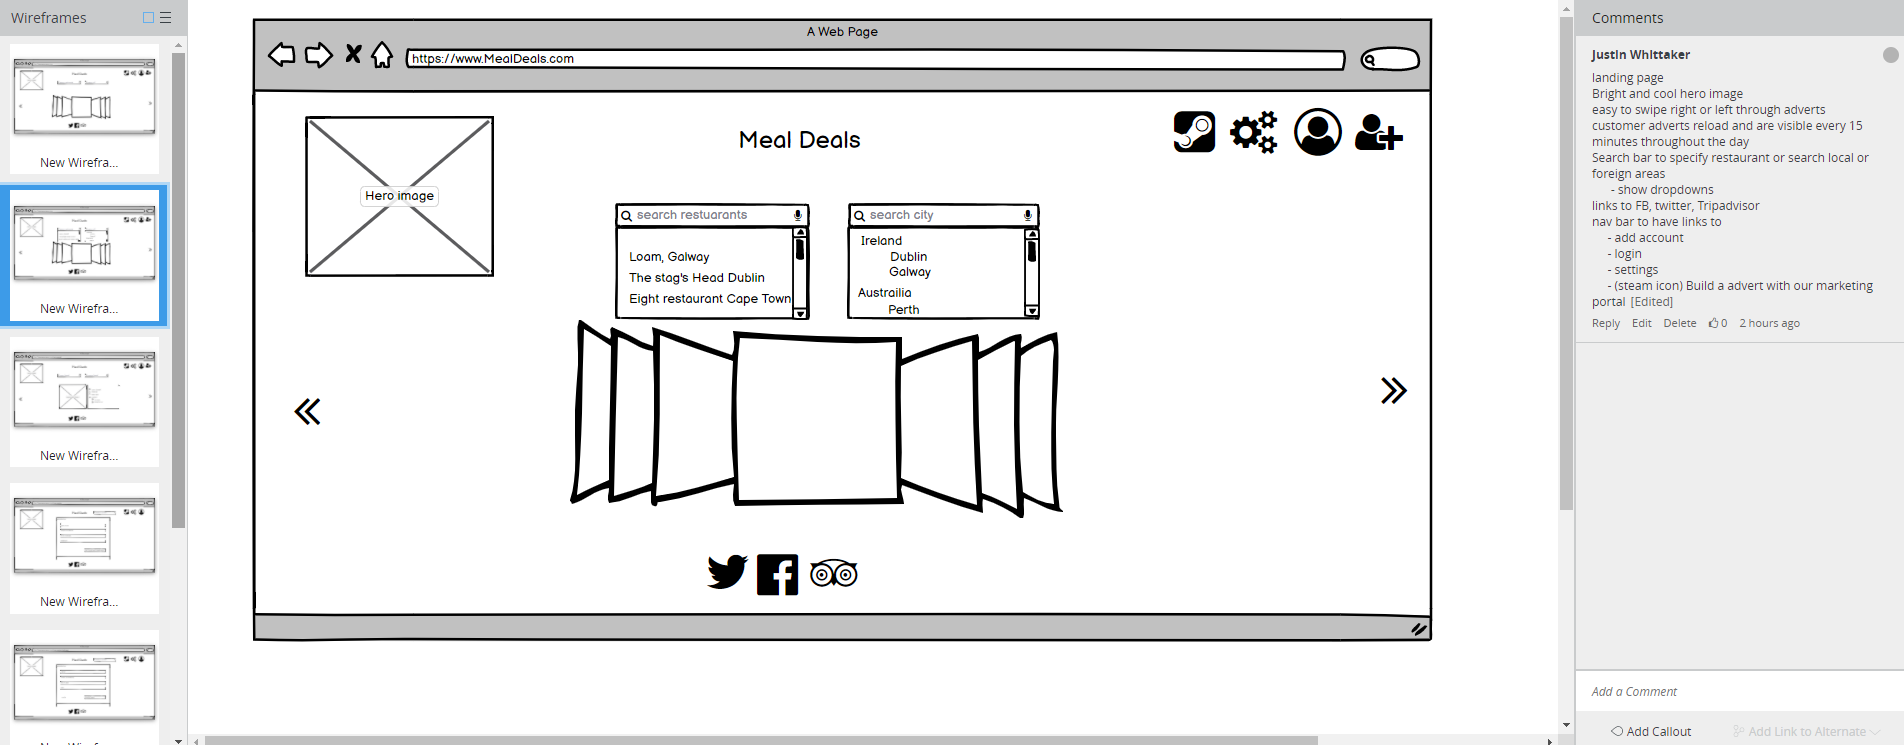 Wireframes
New Wirefra...
New Wirefra...
New Wirefra...
New Wirefra...
A Web Page
https://www.MealDeals.com
Hero image
Meal Deals
search restuarants
Loam, Galway
The stag's Head Dublin
Eight restaurant Cape Town
search city
Ireland
Dublin
Galway
Austrailia
Perth
Comments
Justin Whittaker
landing page
Bright and cool hero image
easy to swipe right or left through adverts
customer adverts reload and are visible every 15
minutes throughout the day
Search bar to specify restaurant or search local or
foreign areas
- show dropdowns
links to FB, twitter, Tripadvisor
nav bar to have links to
- add account
- login
- settings
- (steam icon) Build a advert with our marketing
portal [Edited]
Reply Edit Delete 0 2 hours ago
Add a Comment
Add Callout Add Link to Alternate